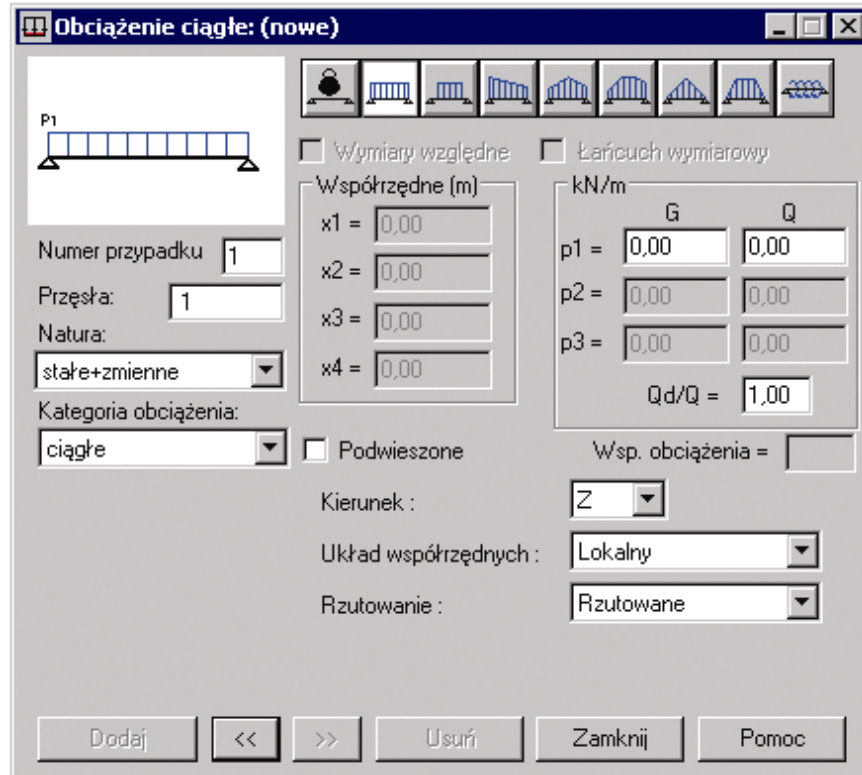 Obciążenie ciągłe: (nowe)
P1
Wymiary względne
Łańcuch wymiarowy
Współrzędne (m)
x1 = 0,00
x2 = 0,00
x3 = 0,00
x4 = 0,00
kN/m
G Q
p1 = 0,00 0,00
p2 = 0,00 0,00
p3 = 0,00 0,00
Qd/Q = 1,00
Numer przypadku 1
Przęsła: 1
Natura:
stałe+zmienne
Kategoria obciążenia:
ciągłe
Podwieszone
Wsp. obciążenia =
Kierunek : Z
Układ współrzędnych : Lokalny
Rzutowanie : Rzutowane
Dodaj << >> Usuń Zamknij Pomoc